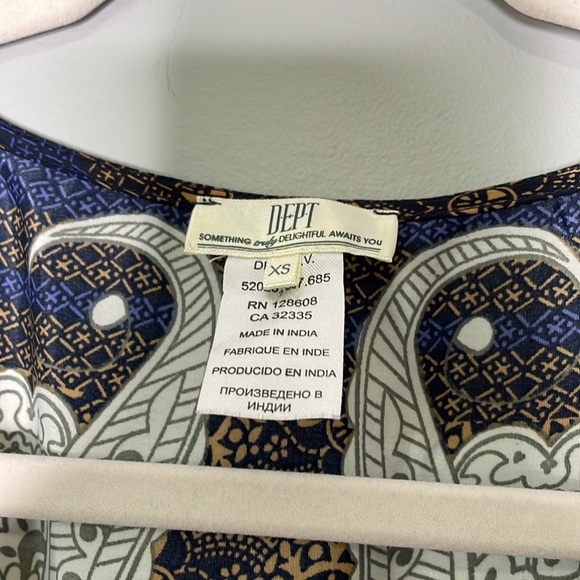 DEPT
SOMETHING truly DELIGHTFUL AWAITS YOU
XS
.V.
.685
RN 128608
CA 32335
MADE IN INDIA
FABRIQUE EN INDE
PRODUCIDO EN INDIA
ПРОИЗВЕДЕНО В
ИНДИИ